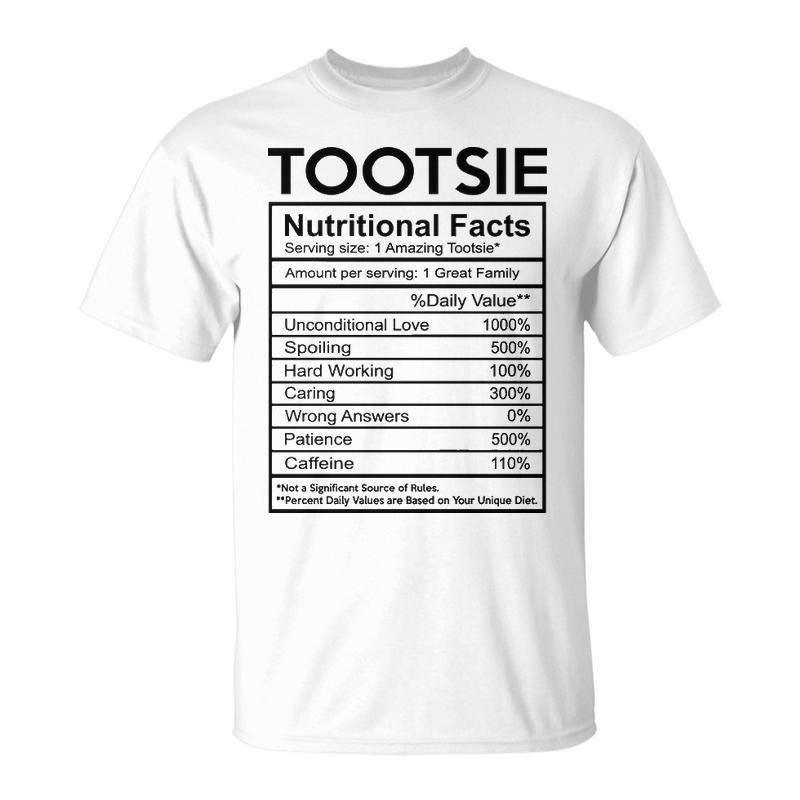 TOOTSIE
Nutritional Facts
Serving size: 1 Amazing Tootsie*
Amount per serving: 1 Great Family
%Daily Value**
Unconditional Love 1000%
Spoiling 500%
Hard Working 100%
Caring 300%
Wrong Answers 0%
Patience 500%
Caffeine 110%
*Not a Significant Source of Rules.
**Percent Daily Values are Based on Your Unique Diet.